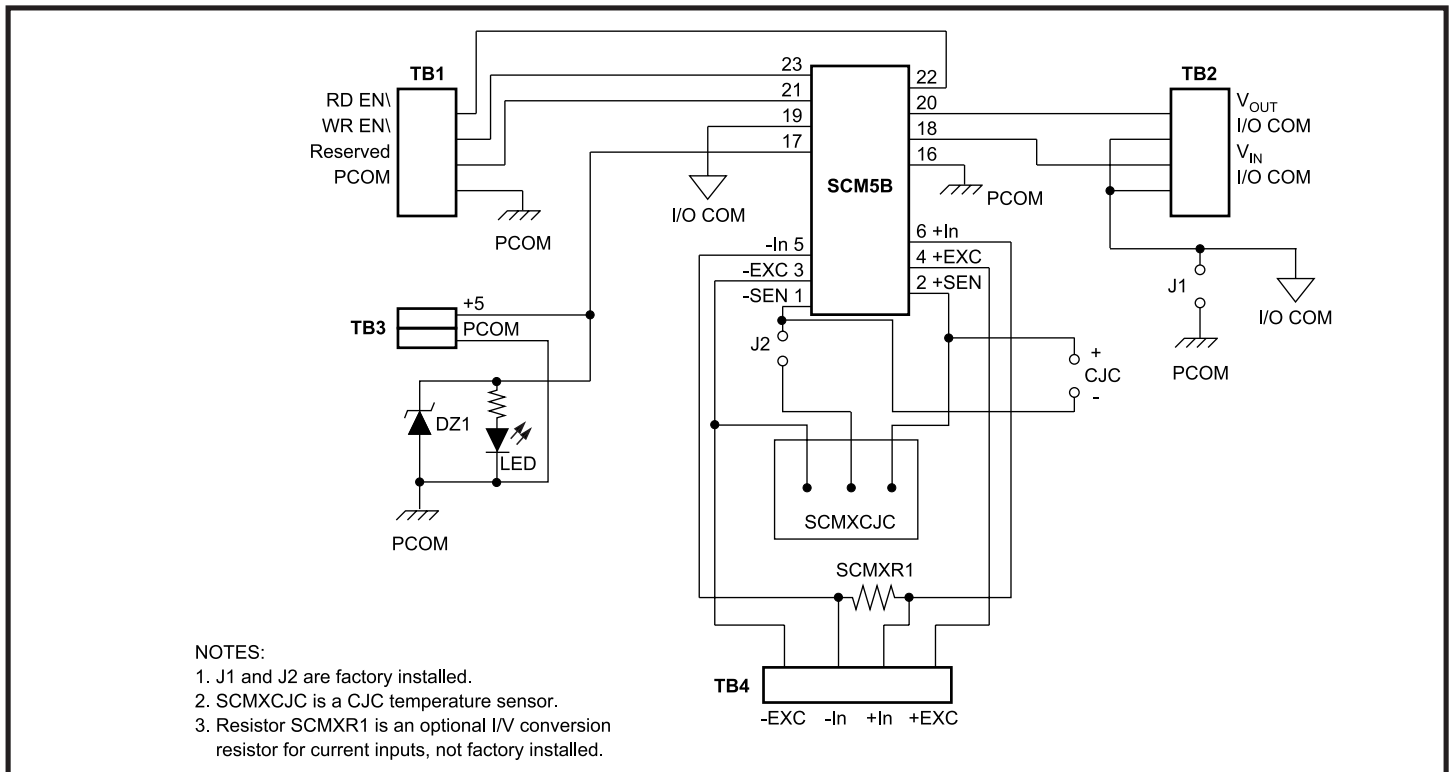 TB1
RD EN\
WR EN\
Reserved
PCOM
PCOM
23
21
19
17
I/O COM
SCM5B
22
20
18
16
PCOM
TB2
VOUT
I/O COM
VIN
I/O COM
J1
PCOM
I/O COM
-In 5
-EXC 3
-SEN 1
6 +In
4 +EXC
2 +SEN
TB3
+5
PCOM
DZ1
LED
PCOM
J2
+
CJC
-
SCMXCJC
SCMXR1
TB4
-EXC -In +In +EXC
NOTES:
1. J1 and J2 are factory installed.
2. SCMXCJC is a CJC temperature sensor.
3. Resistor SCMXR1 is an optional I/V conversion
resistor for current inputs, not factory installed.